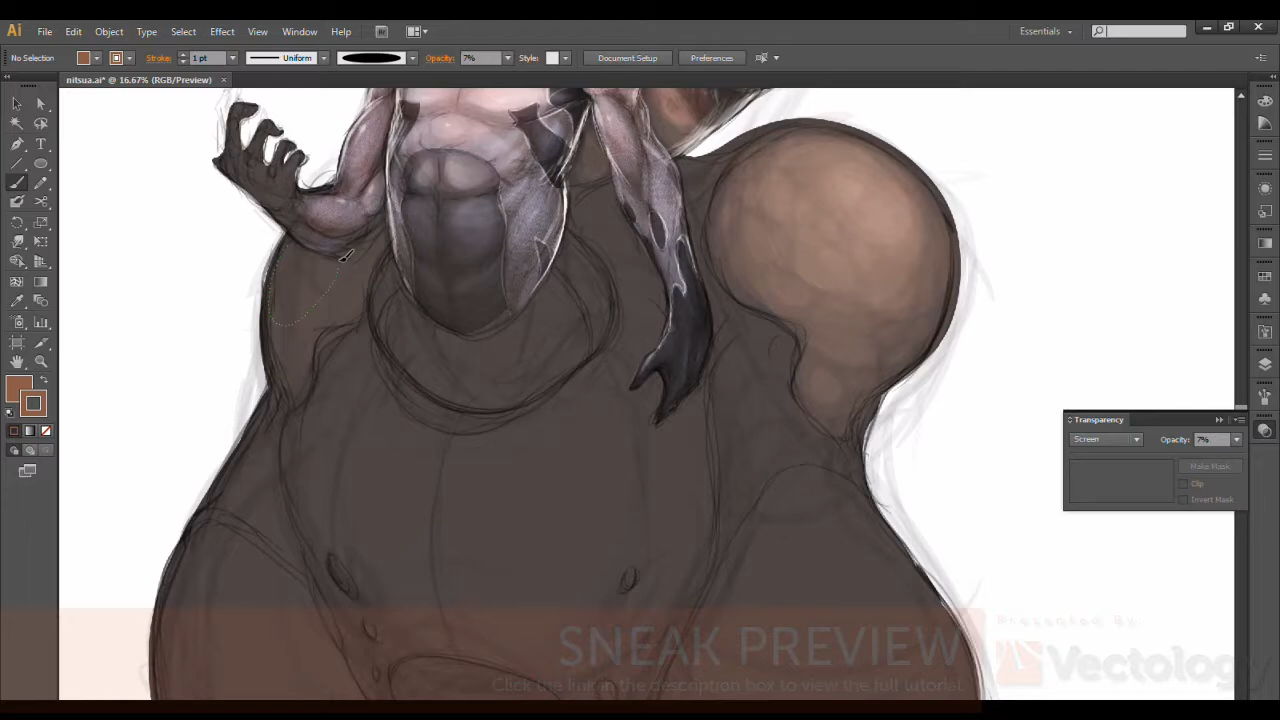 Ai File Edit Object Type Select Effect View Window Help Br Essentials
No Selection Stroke: 1 pt Uniform Opacity: 7% Style: Document Setup Preferences
nitsua.ai* @ 16.67% (RGB/Preview)
T
Transparency
Screen Opacity: 7%
Make Mask
Clip
Invert Mask
SNEAK PREVIEW
Click the link in the description box to view the full tutorial.
Presented By:
Vectology